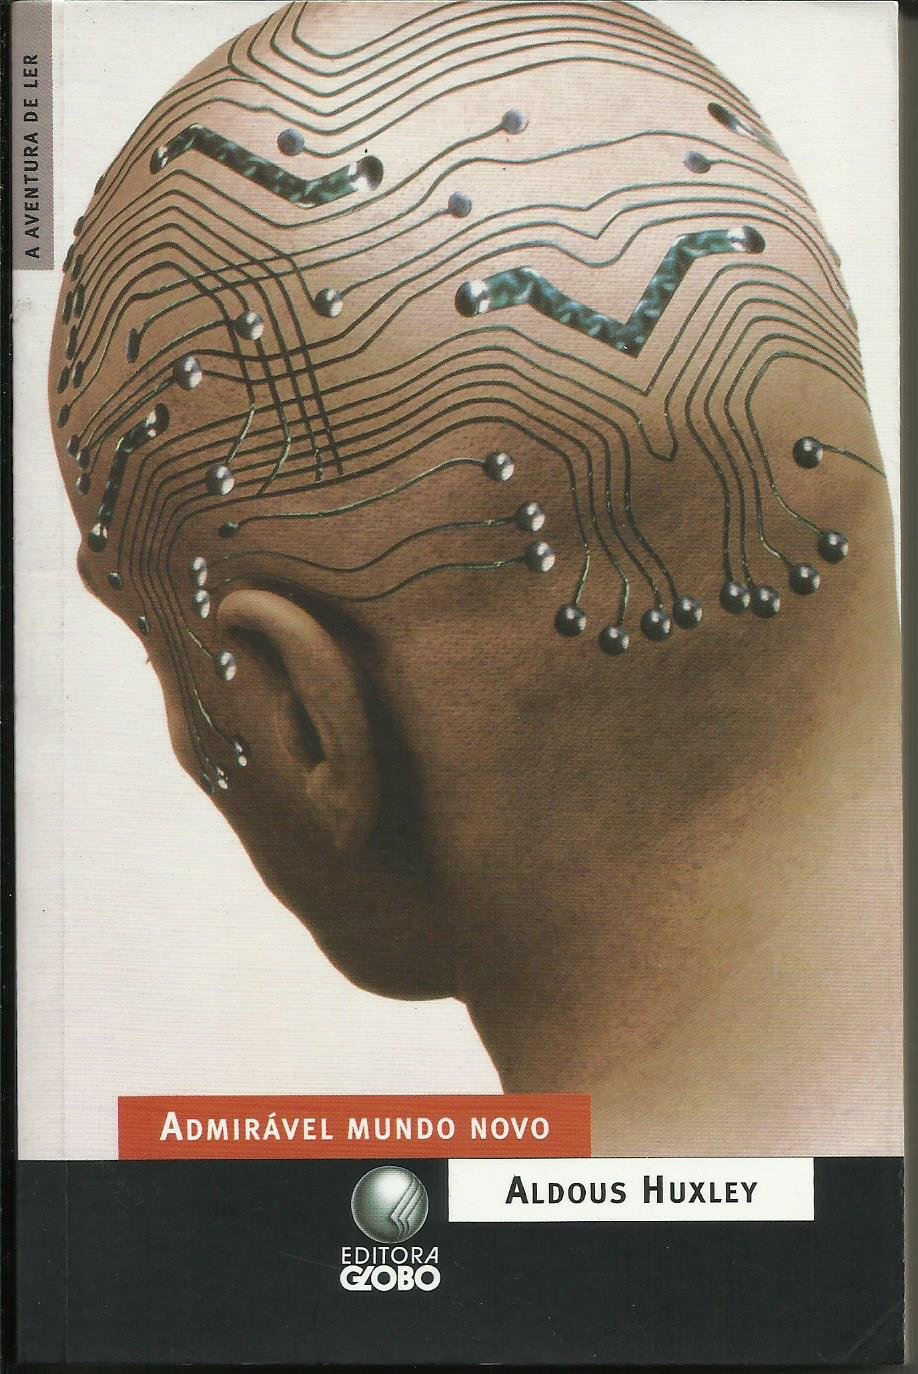 A AVENTURA DE LER
ADMIRÁVEL MUNDO NOVO
ALDOUS HUXLEY
EDITORA
GLOBO